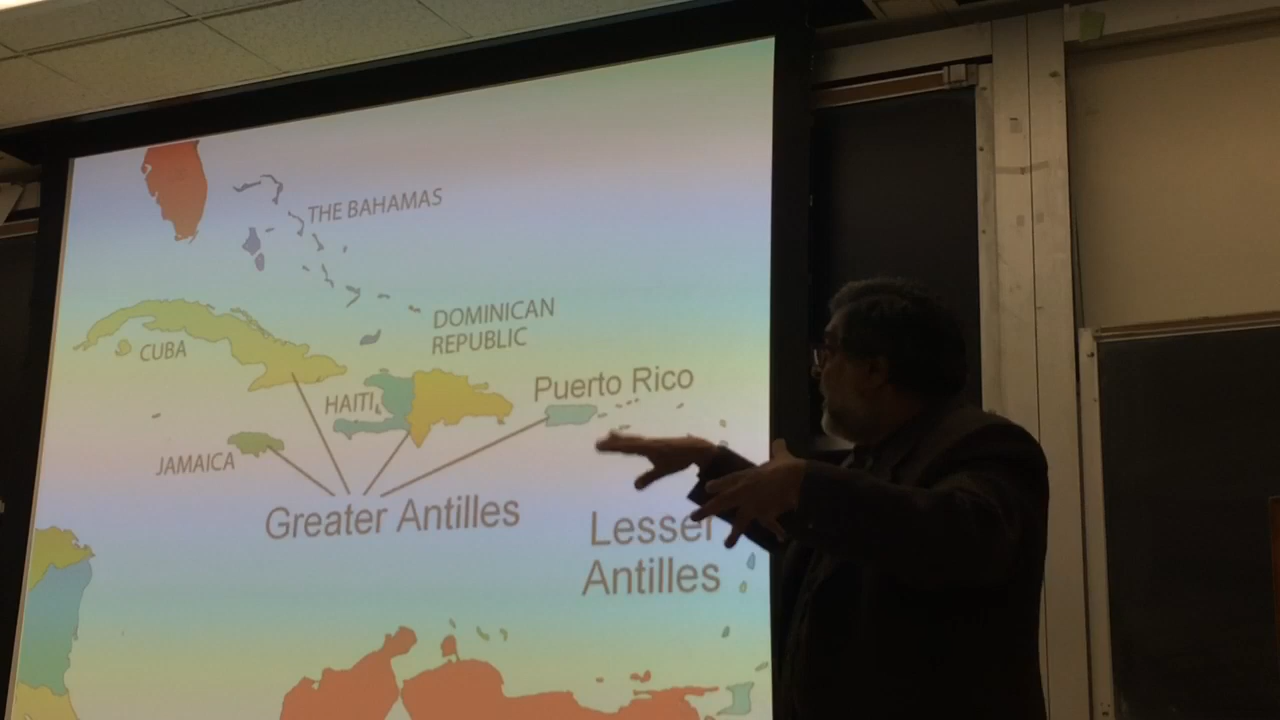 THE BAHAMAS
DOMINICAN
REPUBLIC
CUBA
Puerto Rico
HAITI
JAMAICA
Greater Antilles
Lesser
Antilles